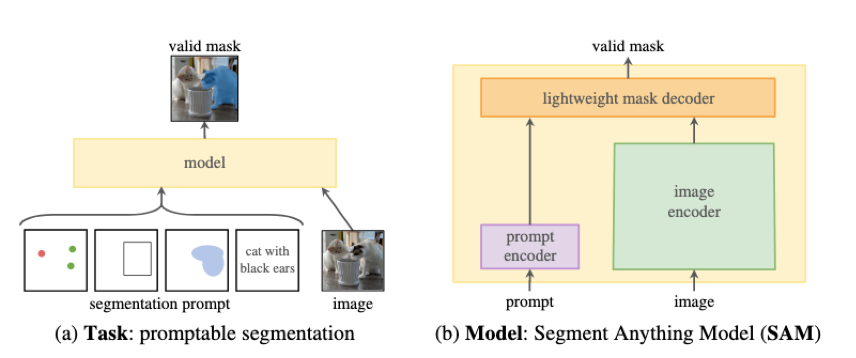 valid mask
model
cat with
black ears
segmentation prompt
image
(a) Task: promptable segmentation
valid mask
lightweight mask decoder
image
encoder
prompt
encoder
prompt
image
(b) Model: Segment Anything Model (SAM)